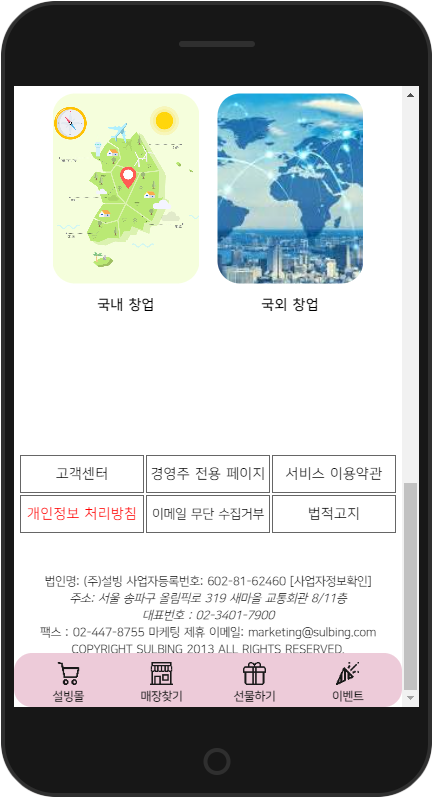 국내 창업
국외 창업
고객센터
경영주 전용 페이지
서비스 이용약관
개인정보 처리방침
이메일 무단 수집거부
법적고지
법인명: (주)설빙 사업자등록번호: 602-81-62460 [사업자정보확인]
주소: 서울 송파구 올림픽로 319 새마을 교통회관 8/11층
대표번호 : 02-3401-7900
팩스 : 02-447-8755 마케팅 제휴 이메일: marketing@sulbing.com
COPYRIGHT SULBING 2013 ALL RIGHTS RESERVED.
설빙몰
매장찾기
선물하기
이벤트